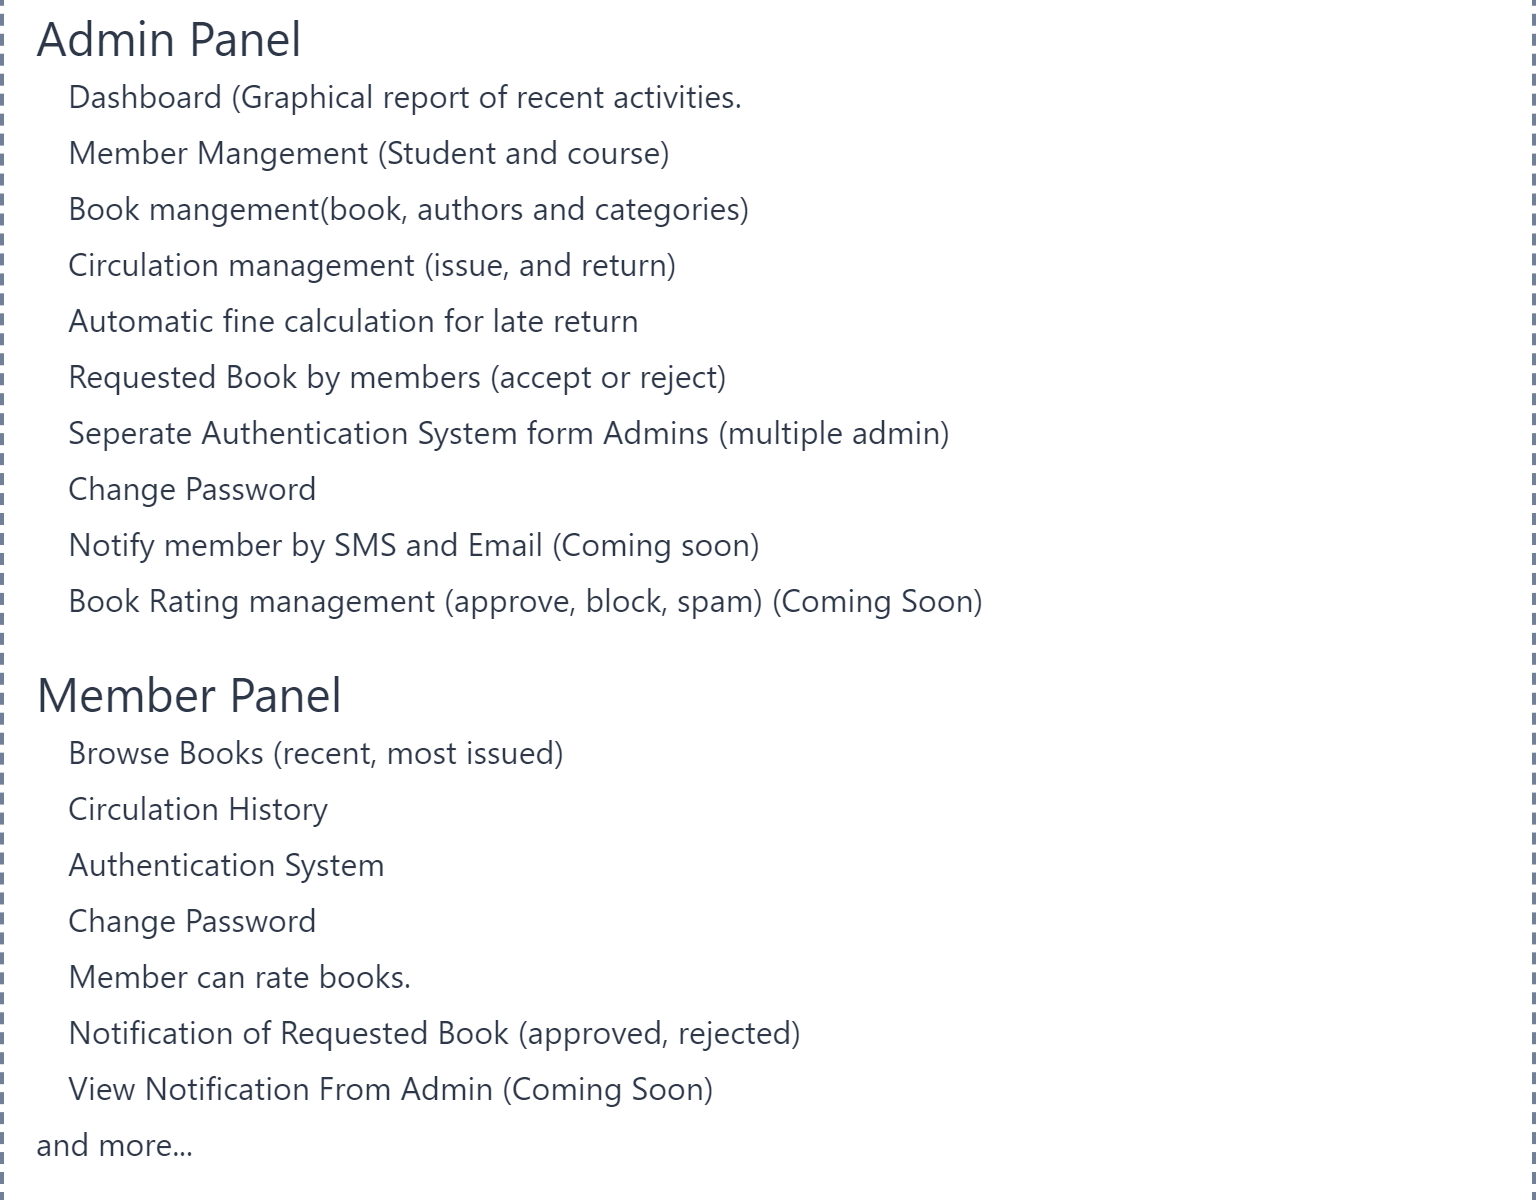 Admin Panel
Dashboard (Graphical report of recent activities.
Member Mangement (Student and course)
Book mangement(book, authors and categories)
Circulation management (issue, and return)
Automatic fine calculation for late return
Requested Book by members (accept or reject)
Seperate Authentication System form Admins (multiple admin)
Change Password
Notify member by SMS and Email (Coming soon)
Book Rating management (approve, block, spam) (Coming Soon)
Member Panel
Browse Books (recent, most issued)
Circulation History
Authentication System
Change Password
Member can rate books.
Notification of Requested Book (approved, rejected)
View Notification From Admin (Coming Soon)
and more...